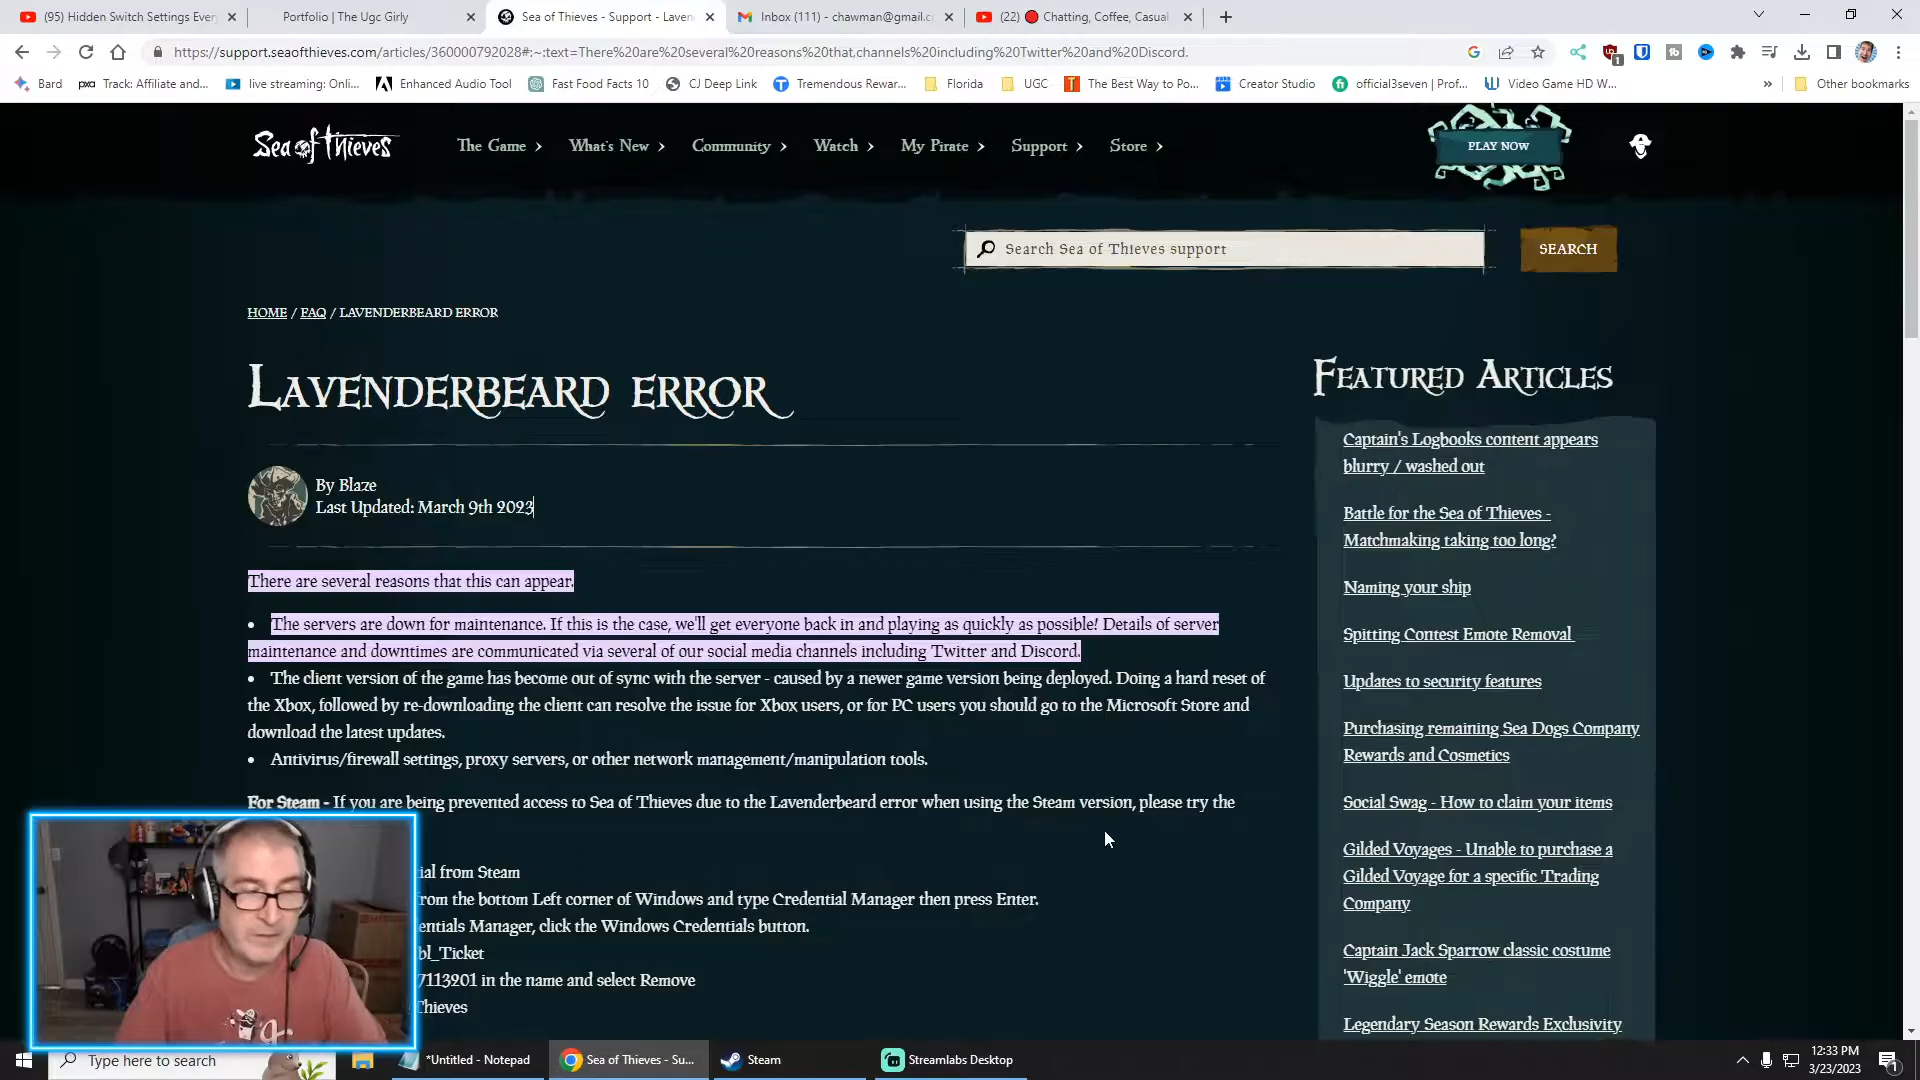 (95) Hidden Switch Settings Ever
Portfolio | The Ugc Girly
Sea of Thieves - Support - Laven
Inbox (111) - chawman@gmail.c
(22) Chatting, Coffee, Casual
https://support.seaofthieves.com/articles/360000792028#:~:text=There%20are%20several%20reasons%20that,channels%20including%20Twitter%20and%20Discord.
1
Bard
pxa Track: Affiliate and...
live streaming: Onli...
Enhanced Audio Tool
Fast Food Facts 10
CJ Deep Link
Tremendous Rewar...
Florida
UGC
The Best Way to Po...
Creator Studio
official3seven | Prof...
Video Game HD W...
»
Other bookmarks
Sea of Thieves
The Game
What's New
Community
Watch
My Pirate
Support
Store
PLAY NOW
Search Sea of Thieves support
SEARCH
HOME / FAQ / LAVENDERBEARD ERROR
Lavenderbeard error
By Blaze
Last Updated: March 9th 2023
There are several reasons that this can appear.
• The servers are down for maintenance. If this is the case, we'll get everyone back in and playing as quickly as possible! Details of server
maintenance and downtimes are communicated via several of our social media channels including Twitter and Discord.
• The client version of the game has become out of sync with the server - caused by a newer game version being deployed. Doing a hard reset of
the Xbox, followed by re-downloading the client can resolve the issue for Xbox users, or for PC users you should go to the Microsoft Store and
download the latest updates.
• Antivirus/firewall settings, proxy servers, or other network management/manipulation tools.
For Steam - If you are being prevented access to Sea of Thieves due to the Lavenderbeard error when using the Steam version, please try the
ial from Steam
from the bottom Left corner of Windows and type Credential Manager then press Enter.
entials Manager, click the Windows Credentials button.
bl_Ticket
7113201 in the name and select Remove
Thieves
Featured Articles
Captain's Logbooks content appears
blurry / washed out
Battle for the Sea of Thieves -
Matchmaking taking too long?
Naming your ship
Spitting Contest Emote Removal
Updates to security features
Purchasing remaining Sea Dogs Company
Rewards and Cosmetics
Social Swag - How to claim your items
Gilded Voyages - Unable to purchase a
Gilded Voyage for a specific Trading
Company
Captain Jack Sparrow classic costume
'Wiggle' emote
Legendary Season Rewards Exclusivity
Type here to search
*Untitled - Notepad
Sea of Thieves - Su...
Steam
Streamlabs Desktop
12:33 PM
3/23/2023
1